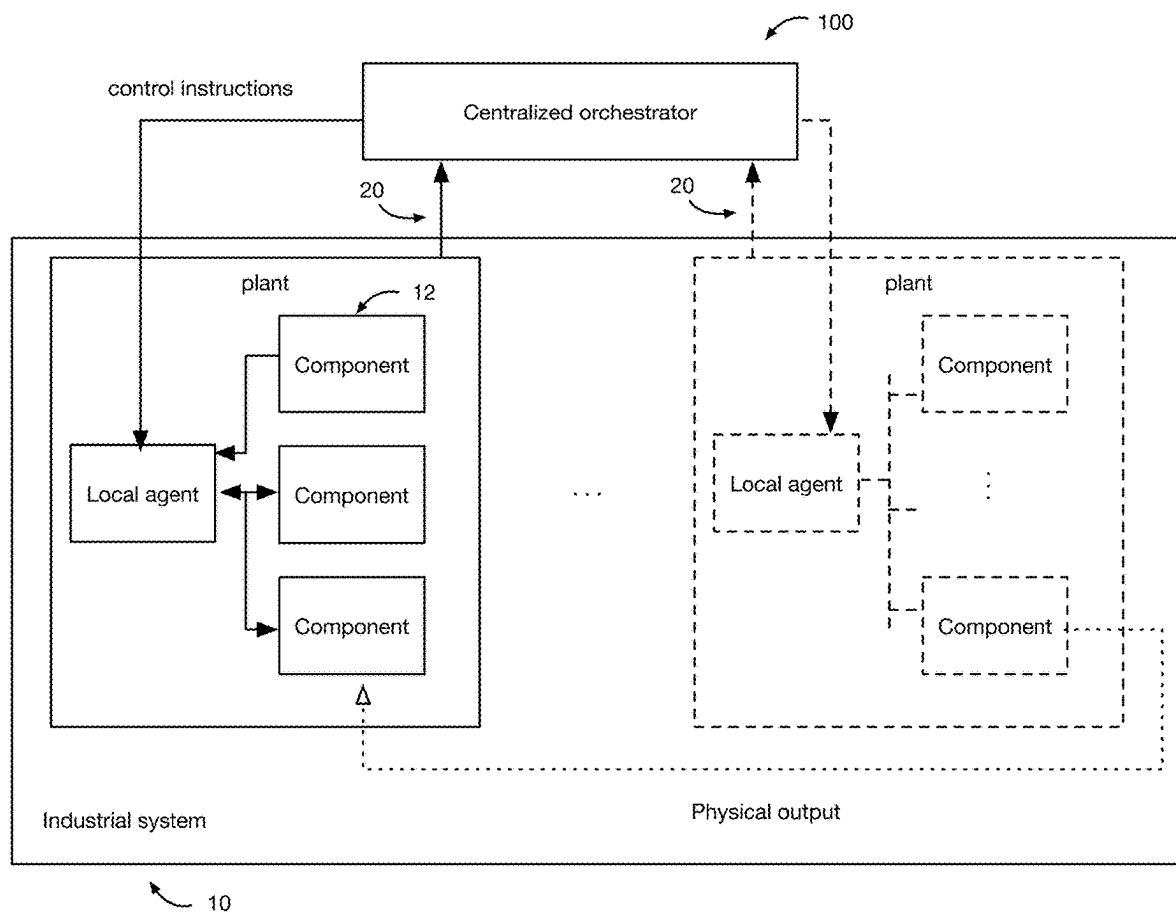 100
control instructions
Centralized orchestrator
20
20
plant
plant
12
Component
Component
Local agent
Component
...
Local agent
Component
Component
Physical output
Industrial system
10